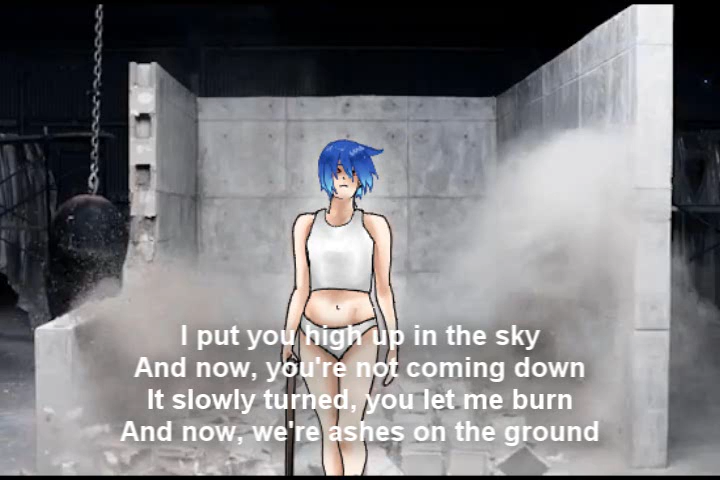 I put you high up in the sky
And now, you're not coming down
It slowly turned, you let me burn
And now, we're ashes on the ground